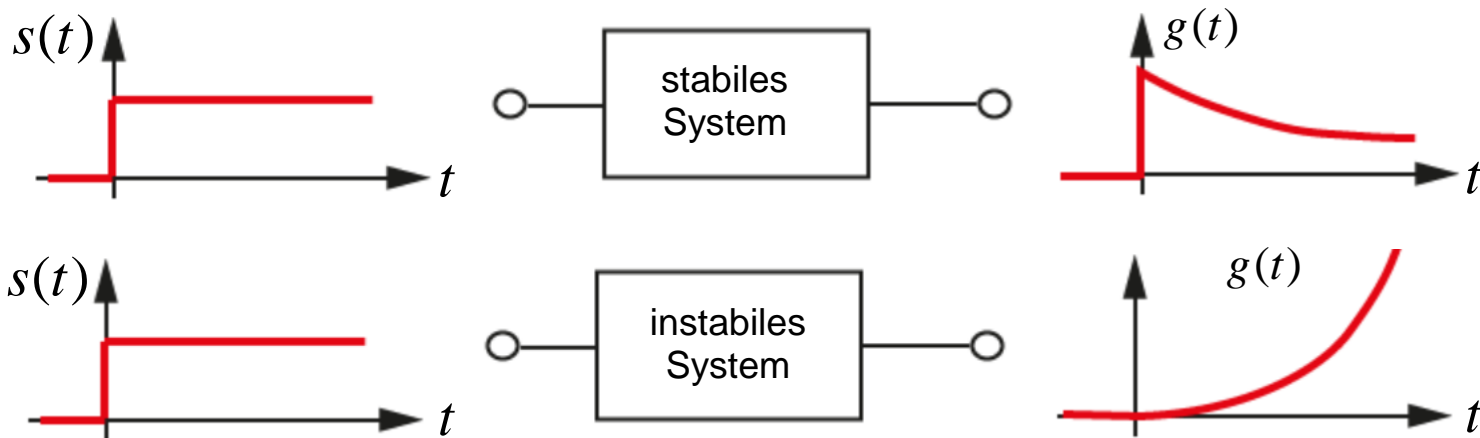 s(t)
stabiles
System
g(t)
t
t
s(t)
instabiles
System
g(t)
t
t